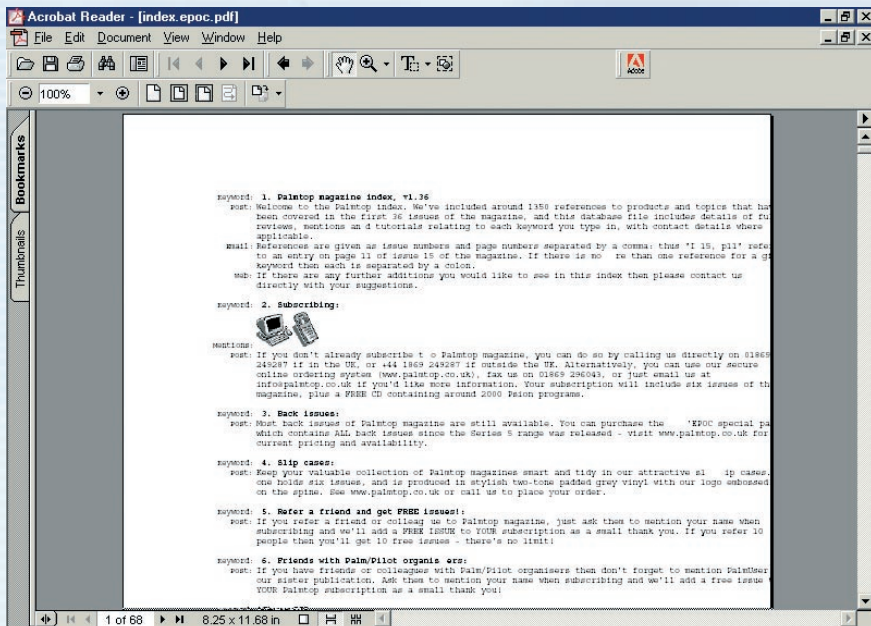 Acrobat Reader - [index.epoc.pdf]
File Edit Document View Window Help
Adobe
100%
Bookmarks
Thumbnails
keyword: 1. Palmtop magazine index, v1.36
post: Welcome to the Palmtop index. We've included around 1350 references to products and topics that hav
been covered in the first 36 issues of the magazine, and this database file includes details of fu
reviews, mentions an d tutorials relating to each keyword you type in, with contact details where
applicable.
email: References are given as issue numbers and page numbers separated by a comma: thus "I 15, p11" refe
to an entry on page 11 of issue 15 of the magazine. If there is mo re than one reference for a gi
keyword then each is separated by a colon.
web: If there are any further additions you would like to see in this index then please contact us
directly with your suggestions.
keyword: 2. Subscribing:
mentions:
post: If you don't already subscribe t o Palmtop magazine, you can do so by calling us directly on 01869
249287 if in the UK, or +44 1869 249287 if outside the UK. Alternatively, you can use our secure
online ordering system (www.palmtop.co.uk), fax us on 01869 296043, or just email us at
info@palmtop.co.uk if you'd like more information. Your subscription will include six issues of th
magazine, plus a FREE CD containing around 2000 Psion programs.
keyword: 3. Back issues:
post: Most back issues of Palmtop magazine are still available. You can purchase the 'EPOC special pa
which contains ALL back issues since the Series 5 range was released - visit www.palmtop.co.uk for
current pricing and availability.
keyword: 4. Slip cases:
post: Keep your valuable collection of Palmtop magazines smart and tidy in our attractive sl ip cases.
one holds six issues, and is produced in stylish two-tone padded grey vinyl with our logo embossed
on the spine. See www.palmtop.co.uk or call us to place your order.
keyword: 5. Refer a friend and get FREE issues!:
post: If you refer a friend or colleag ue to Palmtop magazine, just ask them to mention your name when
subscribing and we'll add a FREE ISSUE to YOUR subscription as a small thank you. If you refer 10
people then you'll get 10 free issues - there's no limit!
keyword: 6. Friends with Palm/Pilot organis ers:
post: If you have friends or colleagues with Palm/Pilot organisers then don't forget to mention PalmUser
our sister publication. Ask them to mention your name when subscribing and we'll add a free issue
YOUR Palmtop subscription as a small thank you!
1 of 68 8.25 x 11.68 in